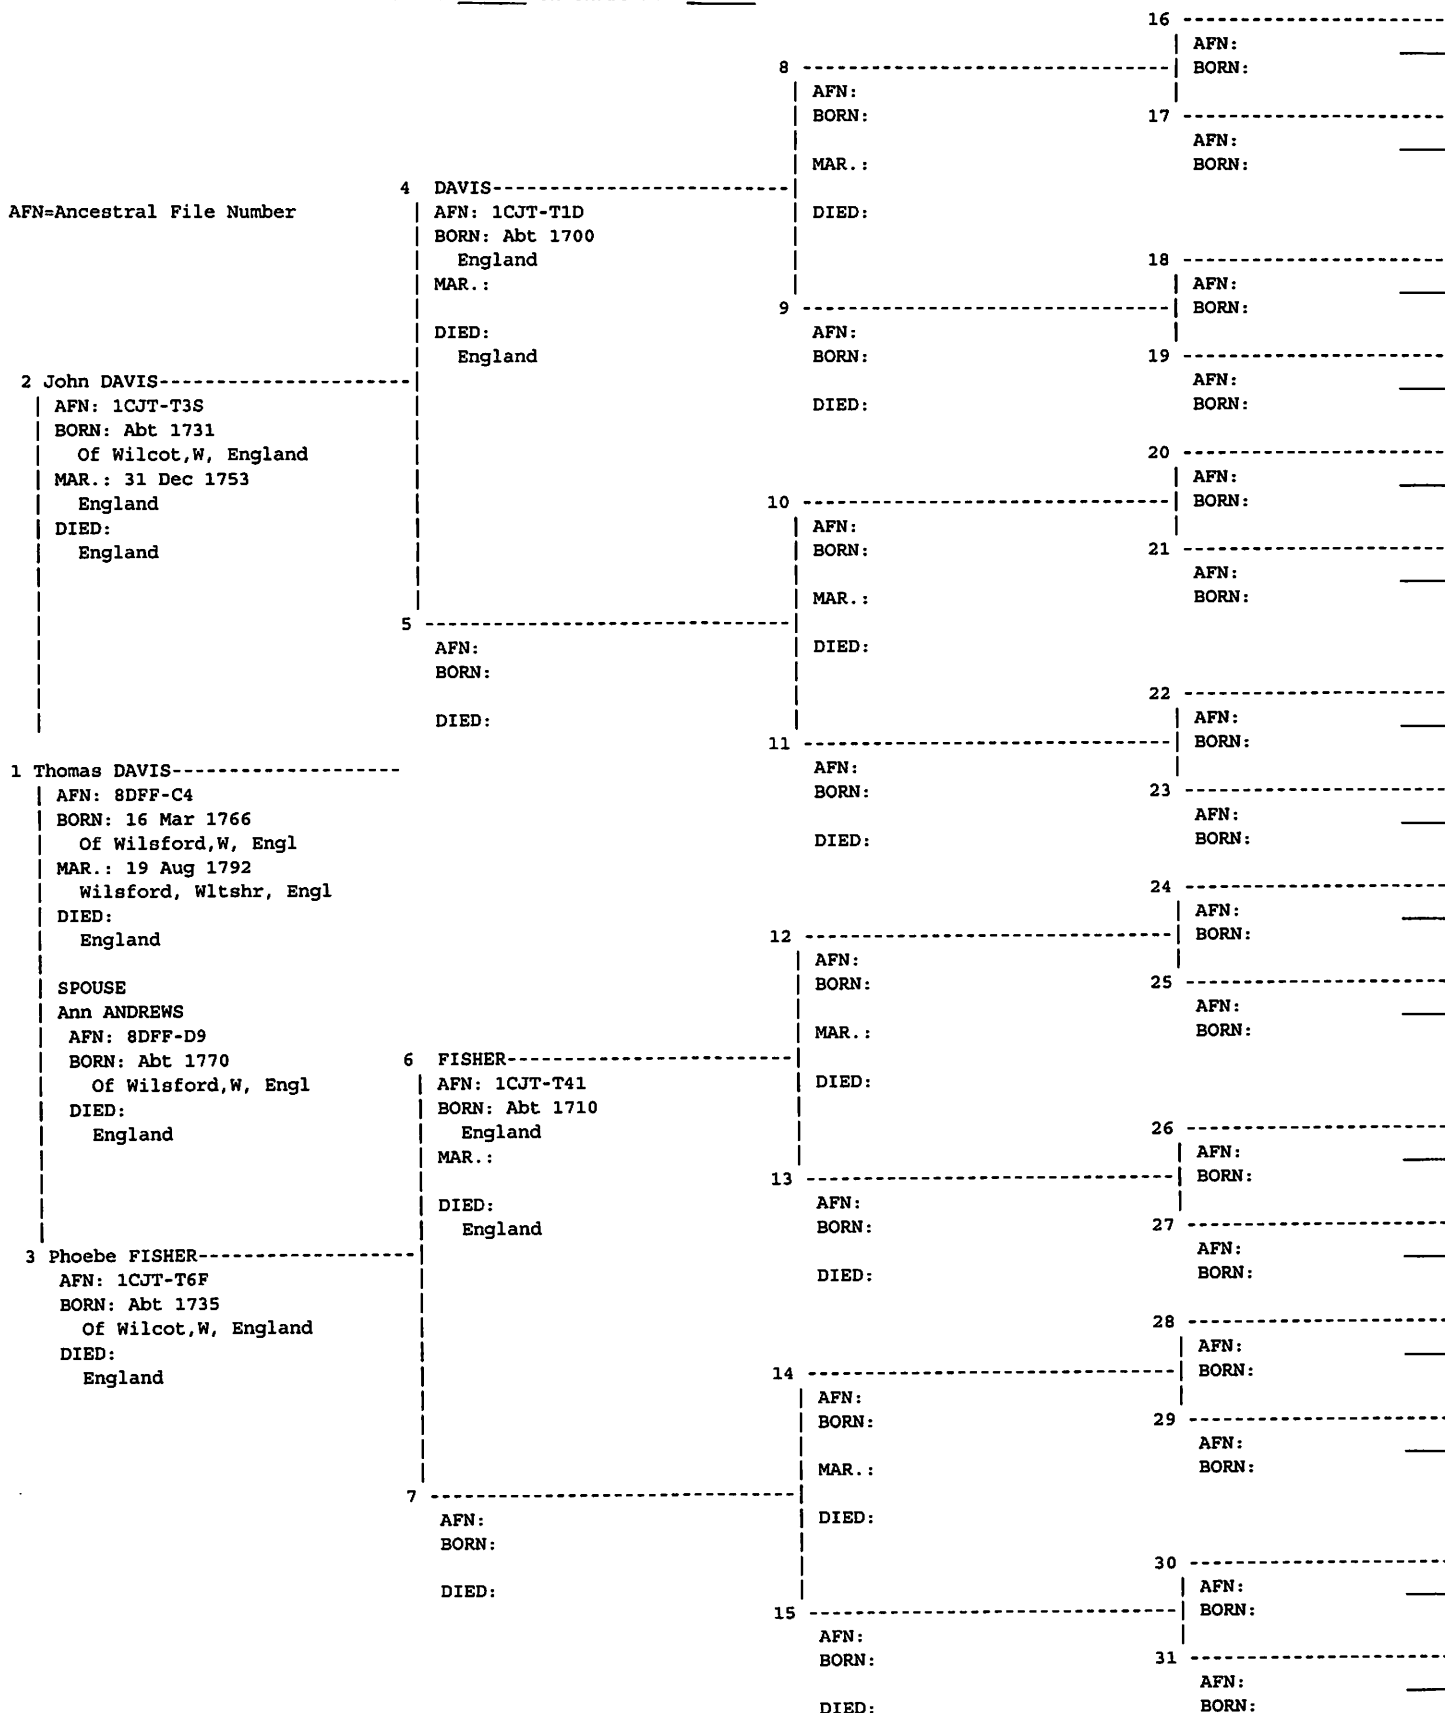 AFN=Ancestral File Number
2 John DAVIS
AFN: 1CJT-T3S
BORN: Abt 1731
Of Wilcot,W, England
MAR.: 31 Dec 1753
England
DIED:
England
1 Thomas DAVIS
AFN: 8DFF-C4
BORN: 16 Mar 1766
Of Wilsford,W, Engl
MAR.: 19 Aug 1792
Wilsford, Wltshr, Engl
DIED:
England
SPOUSE
Ann ANDREWS
AFN: 8DFF-D9
BORN: Abt 1770
Of Wilsford,W, Engl
DIED:
England
3 Phoebe FISHER
AFN: 1CJT-T6F
BORN: Abt 1735
Of Wilcot,W, England
DIED:
England
4 DAVIS
AFN: 1CJT-T1D
BORN: Abt 1700
England
MAR.:
DIED:
England
5
AFN:
BORN:
DIED:
6 FISHER
AFN: 1CJT-T41
BORN: Abt 1710
England
MAR.:
DIED:
England
7
AFN:
BORN:
DIED:
8
AFN:
BORN:
MAR.:
DIED:
9
AFN:
BORN:
DIED:
10
AFN:
BORN:
MAR.:
DIED:
11
AFN:
BORN:
DIED:
12
AFN:
BORN:
MAR.:
DIED:
13
AFN:
BORN:
DIED:
14
AFN:
BORN:
MAR.:
DIED:
15
AFN:
BORN:
DIED:
16
AFN:
BORN:
17
AFN:
BORN:
18
AFN:
BORN:
19
AFN:
BORN:
20
AFN:
BORN:
21
AFN:
BORN:
22
AFN:
BORN:
23
AFN:
BORN:
24
AFN:
BORN:
25
AFN:
BORN:
26
AFN:
BORN:
27
AFN:
BORN:
28
AFN:
BORN:
29
AFN:
BORN:
30
AFN:
BORN:
31
AFN:
BORN: